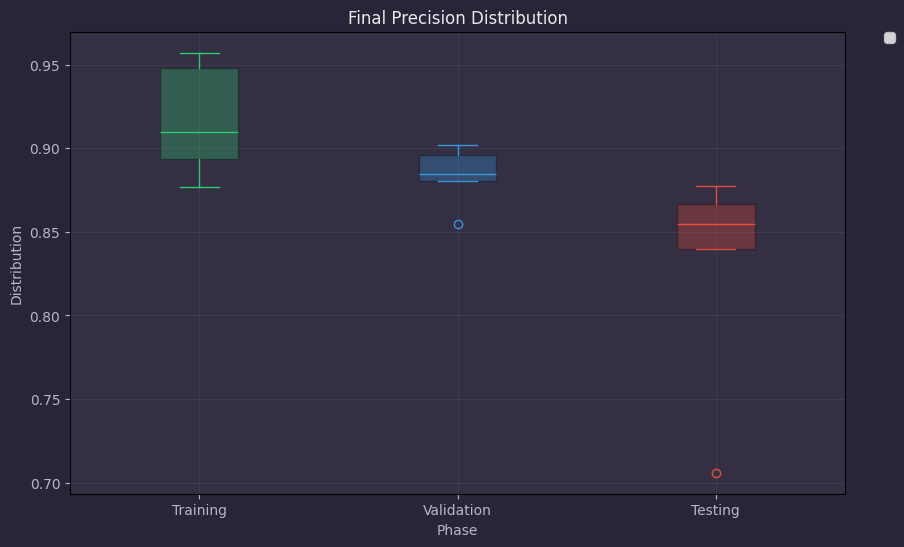 Final Precision Distribution
0.95
0.90
0.85
0.80
0.75
0.70
Distribution
Training
Validation
Testing
Phase